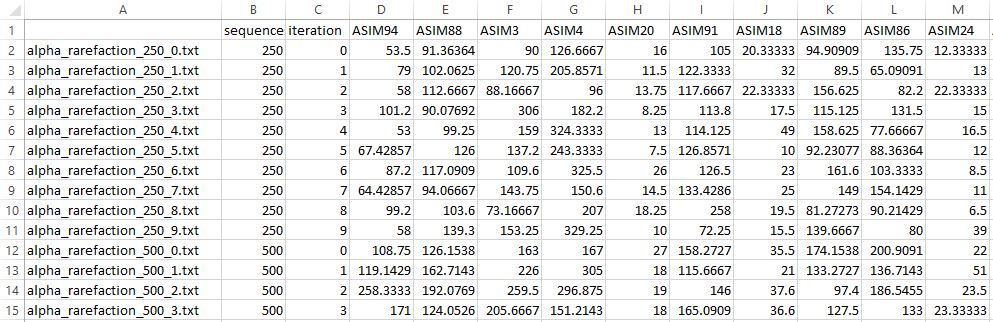 A B C D E F G H I J K L M
1 sequence iteration ASIM94 ASIM88 ASIM3 ASIM4 ASIM20 ASIM91 ASIM18 ASIM89 ASIM86 ASIM24
2 alpha_rarefaction_250_0.txt 250 0 53.5 91.36364 90 126.6667 16 105 20.33333 94.90909 135.75 12.33333
3 alpha_rarefaction_250_1.txt 250 1 79 102.0625 120.75 205.8571 11.5 122.3333 32 89.5 65.09091 13
4 alpha_rarefaction_250_2.txt 250 2 58 112.6667 88.16667 96 13.75 117.6667 22.33333 156.625 82.2 22.33333
5 alpha_rarefaction_250_3.txt 250 3 101.2 90.07692 306 182.2 8.25 113.8 17.5 115.125 131.5 15
6 alpha_rarefaction_250_4.txt 250 4 53 99.25 159 324.3333 13 114.125 49 158.625 77.66667 16.5
7 alpha_rarefaction_250_5.txt 250 5 67.42857 126 137.2 243.3333 7.5 126.8571 10 92.23077 88.36364 12
8 alpha_rarefaction_250_6.txt 250 6 87.2 117.0909 109.6 325.5 26 126.5 23 161.6 103.3333 8.5
9 alpha_rarefaction_250_7.txt 250 7 64.42857 94.06667 143.75 150.6 14.5 133.4286 25 149 154.1429 11
10 alpha_rarefaction_250_8.txt 250 8 99.2 103.6 73.16667 207 18.25 258 19.5 81.27273 90.21429 6.5
11 alpha_rarefaction_250_9.txt 250 9 58 139.3 153.25 329.25 10 72.25 15.5 139.6667 80 39
12 alpha_rarefaction_500_0.txt 500 0 108.75 126.1538 163 167 27 158.2727 35.5 174.1538 200.9091 22
13 alpha_rarefaction_500_1.txt 500 1 119.1429 162.7143 226 305 18 115.6667 21 133.2727 136.7143 51
14 alpha_rarefaction_500_2.txt 500 2 258.3333 192.0769 259.5 296.875 19 146 37.6 97.4 186.5455 23.5
15 alpha_rarefaction_500_3.txt 500 3 171 124.0526 205.6667 151.2143 18 165.0909 36.6 127.5 133 23.33333